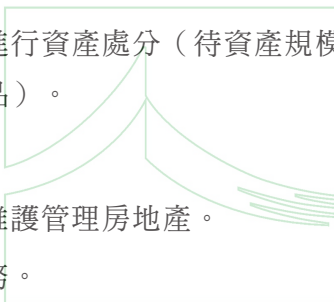 進行資產處分（待資產規模
品）。
維護管理房地產。
務。